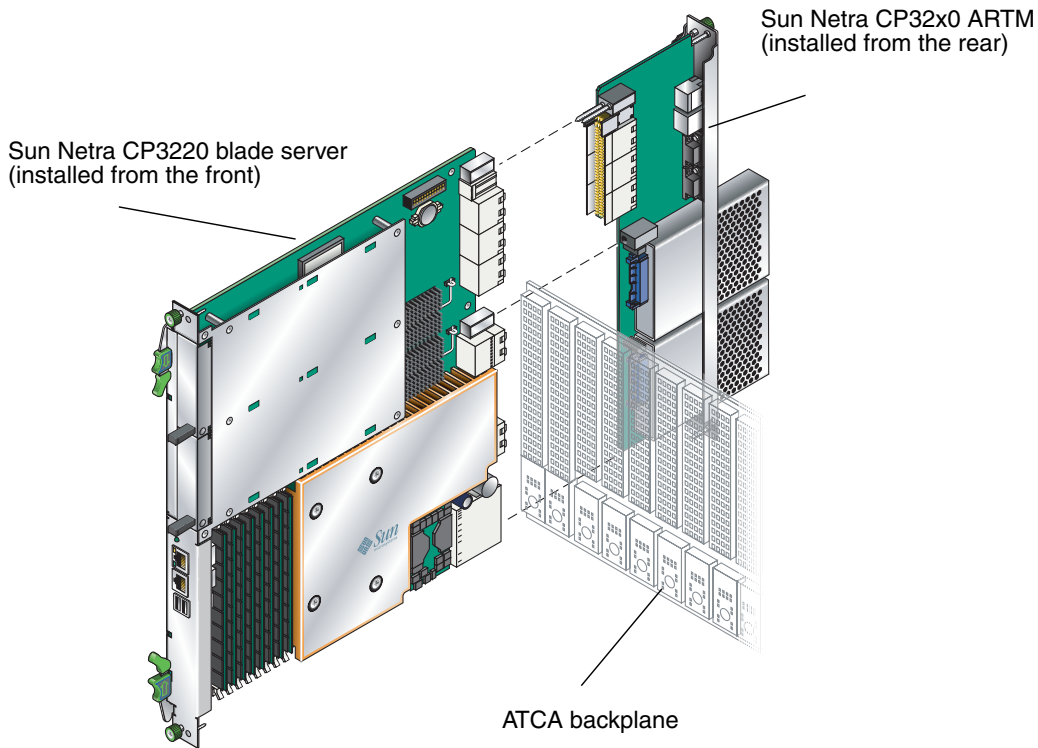 Sun Netra CP32x0 ARTM
(installed from the rear)
Sun Netra CP3220 blade server
(installed from the front)
Sun
ATCA backplane